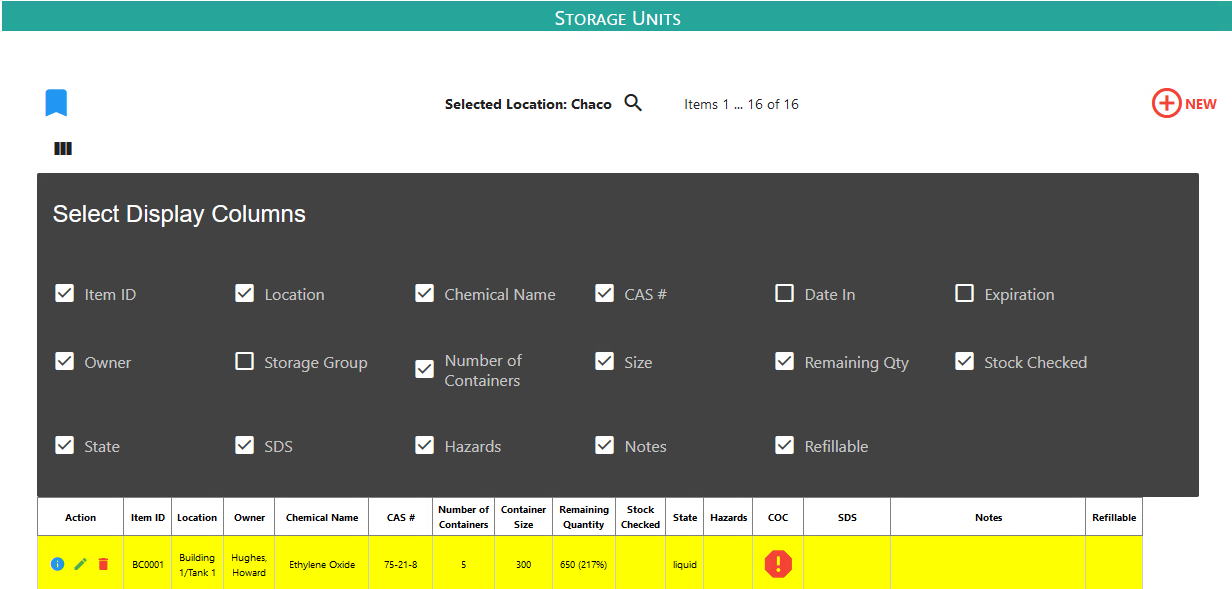 Storage Units
Selected Location: Chaco
Items 1 ... 16 of 16
NEW
Select Display Columns
Item ID
Location
Chemical Name
CAS #
Date In
Expiration
Owner
Storage Group
Number of
Containers
Size
Remaining Qty
Stock Checked
State
SDS
Hazards
Notes
Refillable
Action
Item ID
Location
Owner
Chemical Name
CAS #
Number of
Containers
Container
Size
Remaining
Quantity
Stock
Checked
State
Hazards
COC
SDS
Notes
Refillable
BC0001
Building
1/Tank 1
Hughes,
Howard
Ethylene Oxide
75-21-8
5
300
650 (217%)
liquid